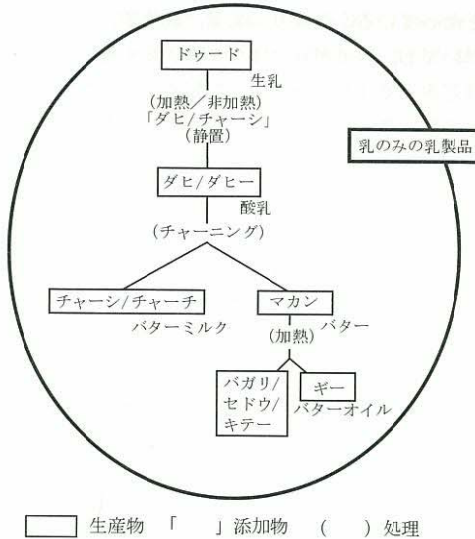 ドゥード
生乳
(加熱/非加熱)
「ダヒ/チャーシ」
(静置)
乳のみの乳製品
ダヒ/ダヒー
酸乳
(チャーニング)
チャーシ/チャーチ
バターミルク
マカン
バター
(加熱)
バガリ/
セドウ/
キテー
ギー
バターオイル
生産物 「 」添加物 ( )処理